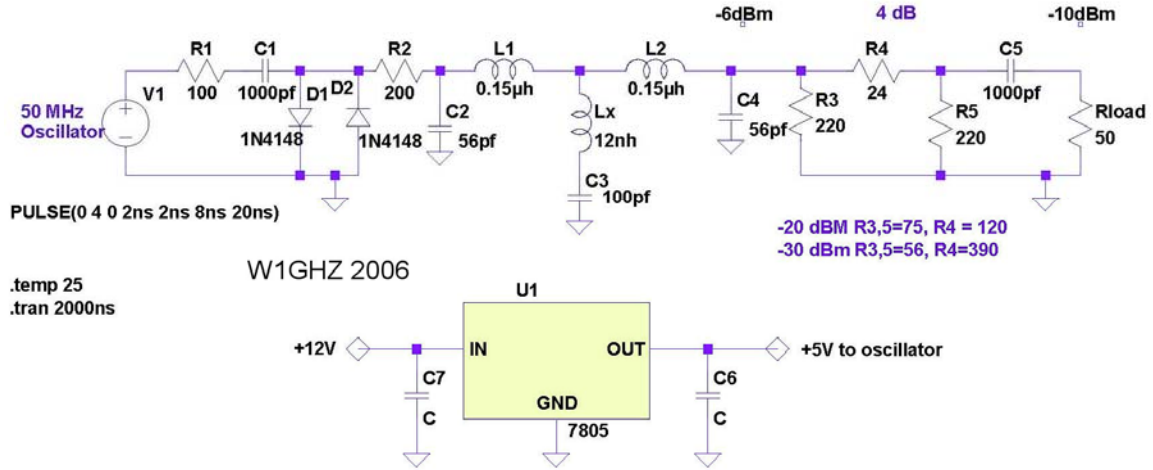 -6dBm
4 dB
-10dBm
R1
100
C1
1000pf
R2
200
L1
0.15µh
L2
0.15µh
R4
24
C5
1000pf
V1
50 MHz
Oscillator
D1
1N4148
D2
1N4148
C2
56pf
Lx
12nh
C3
100pf
C4
56pf
R3
220
R5
220
Rload
50
PULSE(0 4 0 2ns 2ns 8ns 20ns)
-20 dBM R3,5=75, R4 = 120
-30 dBm R3,5=56, R4=390
.temp 25
.tran 2000ns
W1GHZ 2006
U1
+12V
IN
OUT
+5V to oscillator
C7
C
GND
7805
C6
C